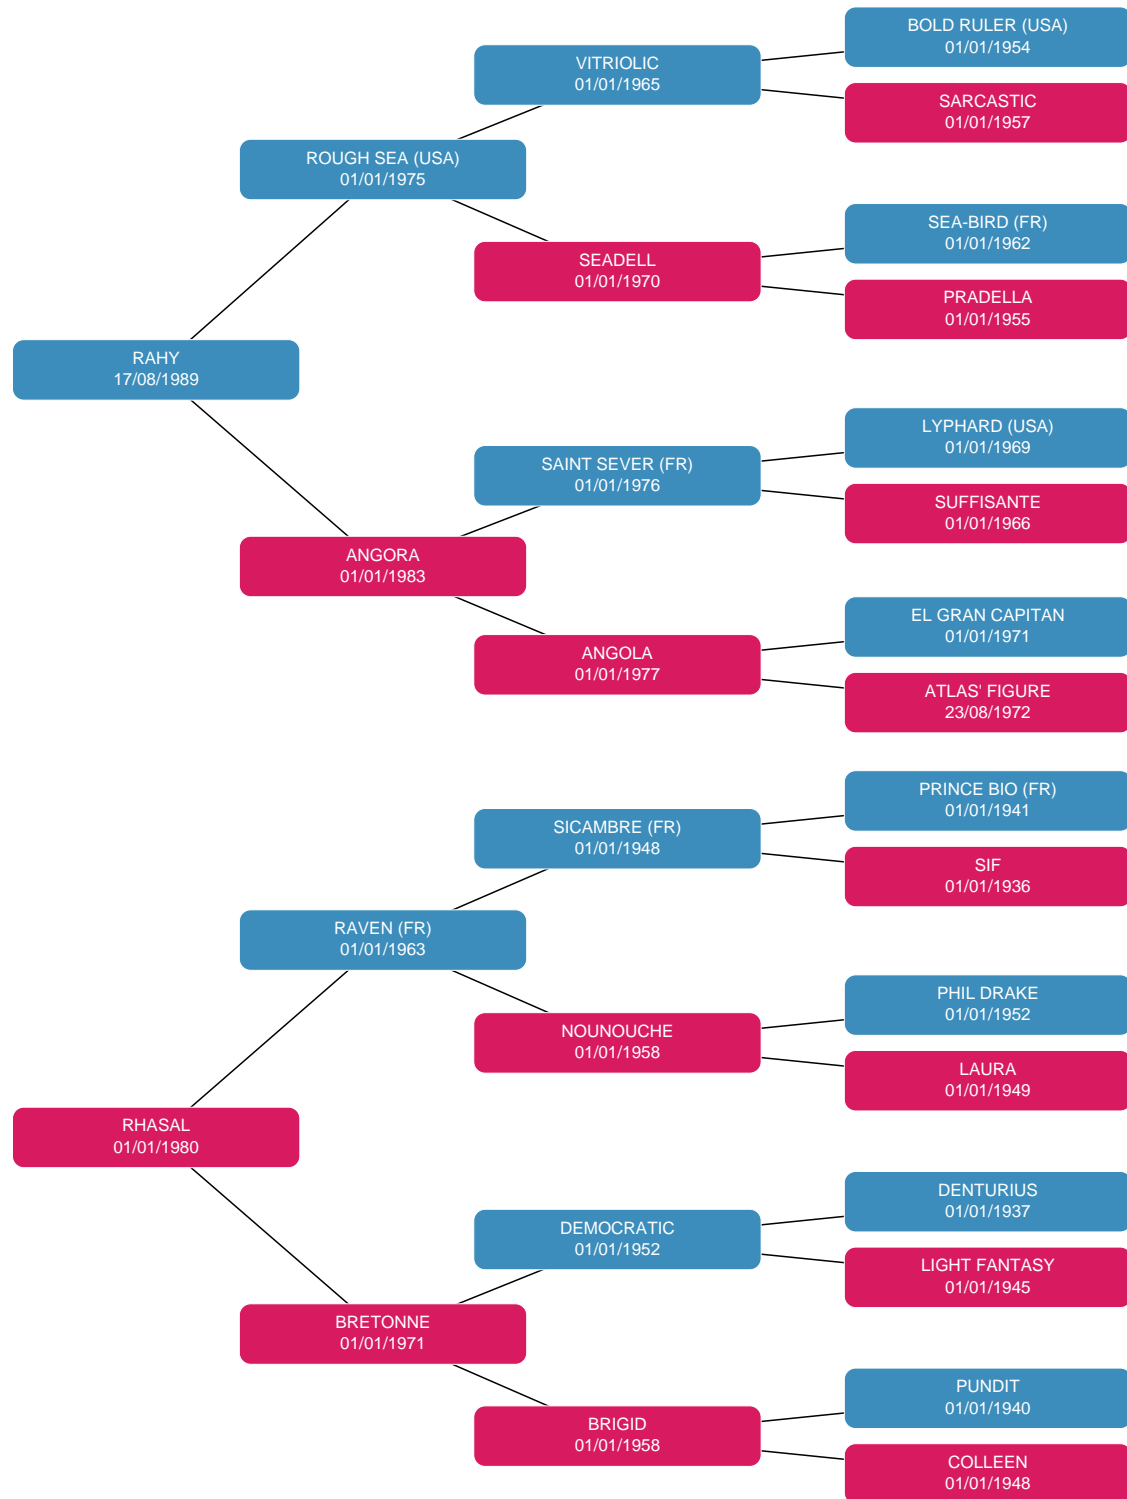 BOLD RULER (USA)
01/01/1954
VITRIOLIC
01/01/1965
SARCASTIC
01/01/1957
ROUGH SEA (USA)
01/01/1975
SEA-BIRD (FR)
01/01/1962
SEADELL
01/01/1970
PRADELLA
01/01/1955
RAHY
17/08/1989
LYPHARD (USA)
01/01/1969
SAINT SEVER (FR)
01/01/1976
SUFFISANTE
01/01/1966
ANGORA
01/01/1983
EL GRAN CAPITAN
01/01/1971
ANGOLA
01/01/1977
ATLAS' FIGURE
23/08/1972
PRINCE BIO (FR)
01/01/1941
SICAMBRE (FR)
01/01/1948
SIF
01/01/1936
RAVEN (FR)
01/01/1963
PHIL DRAKE
01/01/1952
NOUNOUCHE
01/01/1958
LAURA
01/01/1949
RHASAL
01/01/1980
DENTURIUS
01/01/1937
DEMOCRATIC
01/01/1952
LIGHT FANTASY
01/01/1945
BRETONNE
01/01/1971
PUNDIT
01/01/1940
BRIGID
01/01/1958
COLLEEN
01/01/1948